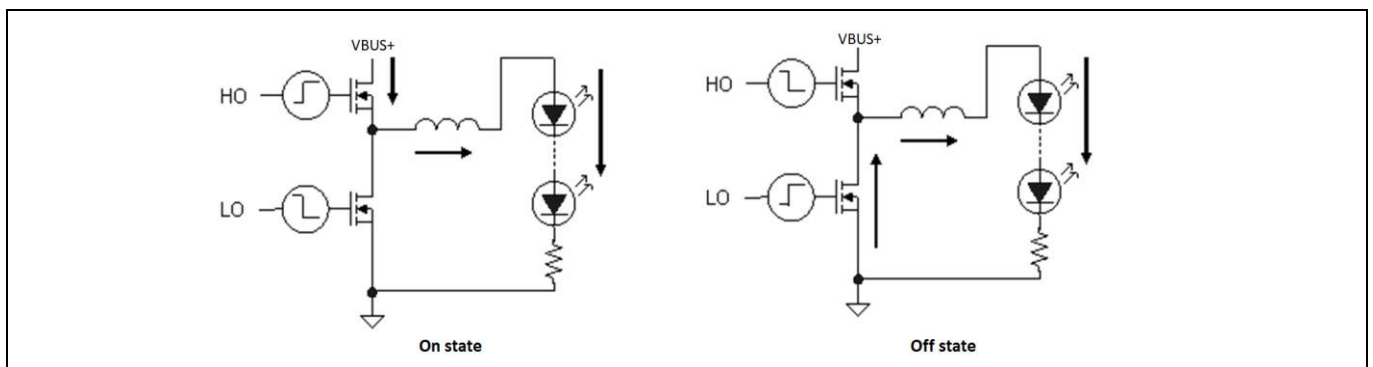 VBUS+
HO
LO
On state
VBUS+
HO
LO
Off state